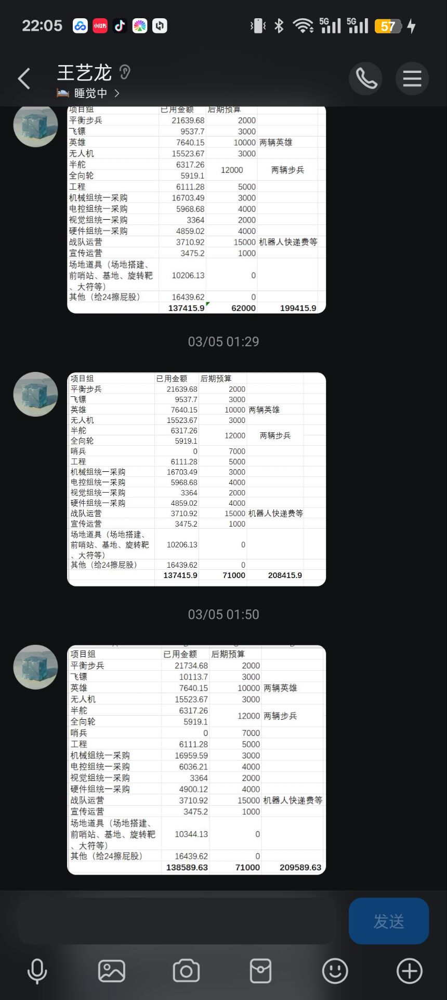 22:05
小红书
5G
5G
57
王艺龙
睡觉中
项目组 已用金额 后期预算
平衡步兵 21639.68 2000
飞镖 9537.7 3000
英雄 7640.15 10000 两辆英雄
无人机 15523.67 3000
半舵 6317.26
12000 两辆步兵
全向轮 5919.1
工程 6111.28 5000
机械组统一采购 16703.49 3000
电控组统一采购 5968.68 4000
视觉组统一采购 3364 2000
硬件组统一采购 4859.02 4000
战队运营 3710.92 15000 机器人快递费等
宣传运营 3475.2 1000
场地道具（场地搭建、
前哨站、基地、旋转靶 10206.13 0
、大符等）
其他（给24擦屁股） 16439.62 0
137415.9 62000 199415.9
03/05 01:29
项目组 已用金额 后期预算
平衡步兵 21639.68 2000
飞镖 9537.7 3000
英雄 7640.15 10000 两辆英雄
无人机 15523.67 3000
半舵 6317.26
12000 两辆步兵
全向轮 5919.1
哨兵 0 7000
工程 6111.28 5000
机械组统一采购 16703.49 3000
电控组统一采购 5968.68 4000
视觉组统一采购 3364 2000
硬件组统一采购 4859.02 4000
战队运营 3710.92 15000 机器人快递费等
宣传运营 3475.2 1000
场地道具（场地搭建、
前哨站、基地、旋转靶 10206.13 0
、大符等）
其他（给24擦屁股） 16439.62 0
137415.9 71000 208415.9
03/05 01:50
项目组 已用金额 后期预算
平衡步兵 21734.68 2000
飞镖 10113.7 3000
英雄 7640.15 10000 两辆英雄
无人机 15523.67 3000
半舵 6317.26
12000 两辆步兵
全向轮 5919.1
哨兵 0 7000
工程 6111.28 5000
机械组统一采购 16959.59 3000
电控组统一采购 6036.21 4000
视觉组统一采购 3364 2000
硬件组统一采购 4900.12 4000
战队运营 3710.92 15000 机器人快递费等
宣传运营 3475.2 1000
场地道具（场地搭建、
前哨站、基地、旋转靶 10344.13 0
、大符等）
其他（给24擦屁股） 16439.62 0
138589.63 71000 209589.63
发送